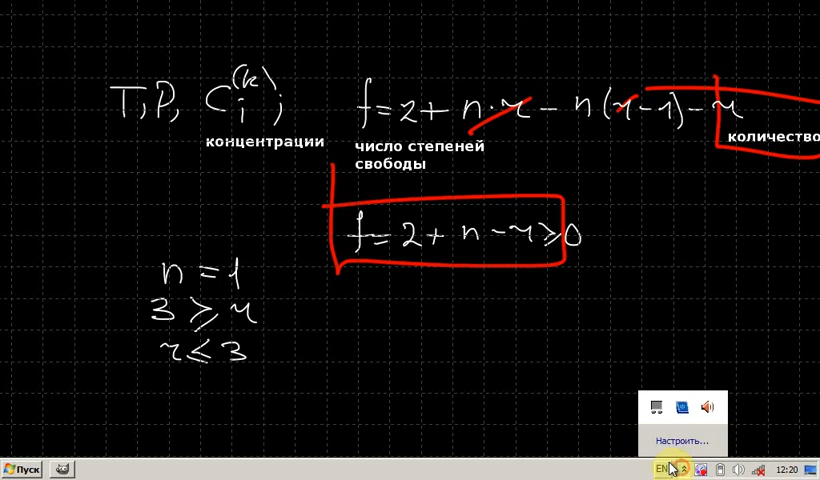 T, P, C_i^(k) ; f = 2 + n·r − n(r−1) − r
концентрации
число степеней свободы
количество
f = 2 + n − r ≥ 0
n = 1
3 ≥ r
r ≤ 3
Настроить...
Пуск
EN
12:20